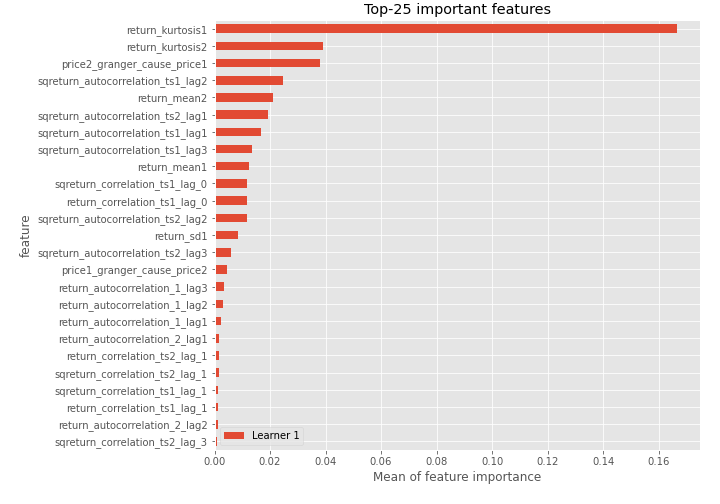 Top-25 important features
return_kurtosis1
return_kurtosis2
price2_granger_cause_price1
sqreturn_autocorrelation_ts1_lag2
return_mean2
sqreturn_autocorrelation_ts2_lag1
sqreturn_autocorrelation_ts1_lag1
sqreturn_autocorrelation_ts1_lag3
return_mean1
sqreturn_correlation_ts1_lag_0
return_correlation_ts1_lag_0
sqreturn_autocorrelation_ts2_lag2
return_sd1
sqreturn_autocorrelation_ts2_lag3
price1_granger_cause_price2
return_autocorrelation_1_lag3
return_autocorrelation_1_lag2
return_autocorrelation_1_lag1
return_autocorrelation_2_lag1
return_correlation_ts2_lag_1
sqreturn_correlation_ts2_lag_1
sqreturn_correlation_ts1_lag_1
return_correlation_ts1_lag_1
return_autocorrelation_2_lag2
sqreturn_correlation_ts2_lag_3
feature
Learner 1
0.00 0.02 0.04 0.06 0.08 0.10 0.12 0.14 0.16
Mean of feature importance